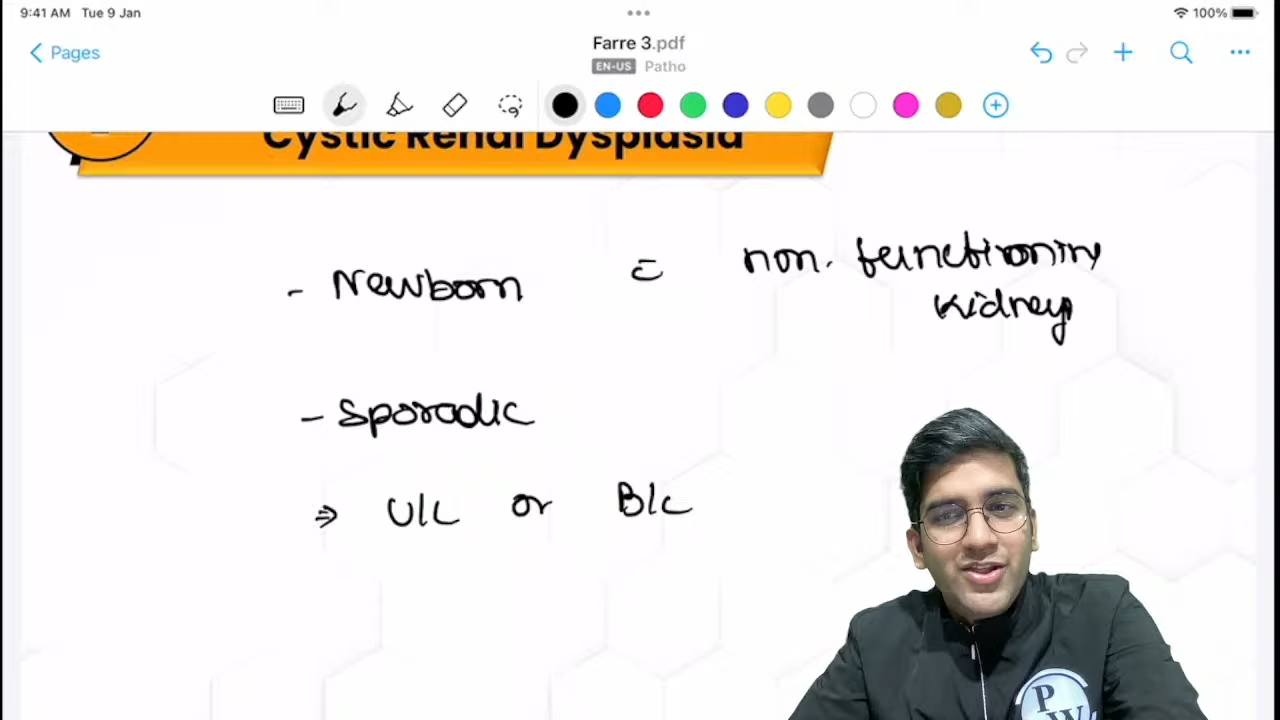 9:41 AM Tue 9 Jan
100%
Pages
Farre 3.pdf
EN-US Patho
Cystic Renal Dysplasia
- Newborn c̄ non. functioning
kidney
- Sporadic
⇒ U/L or B/L
P
W